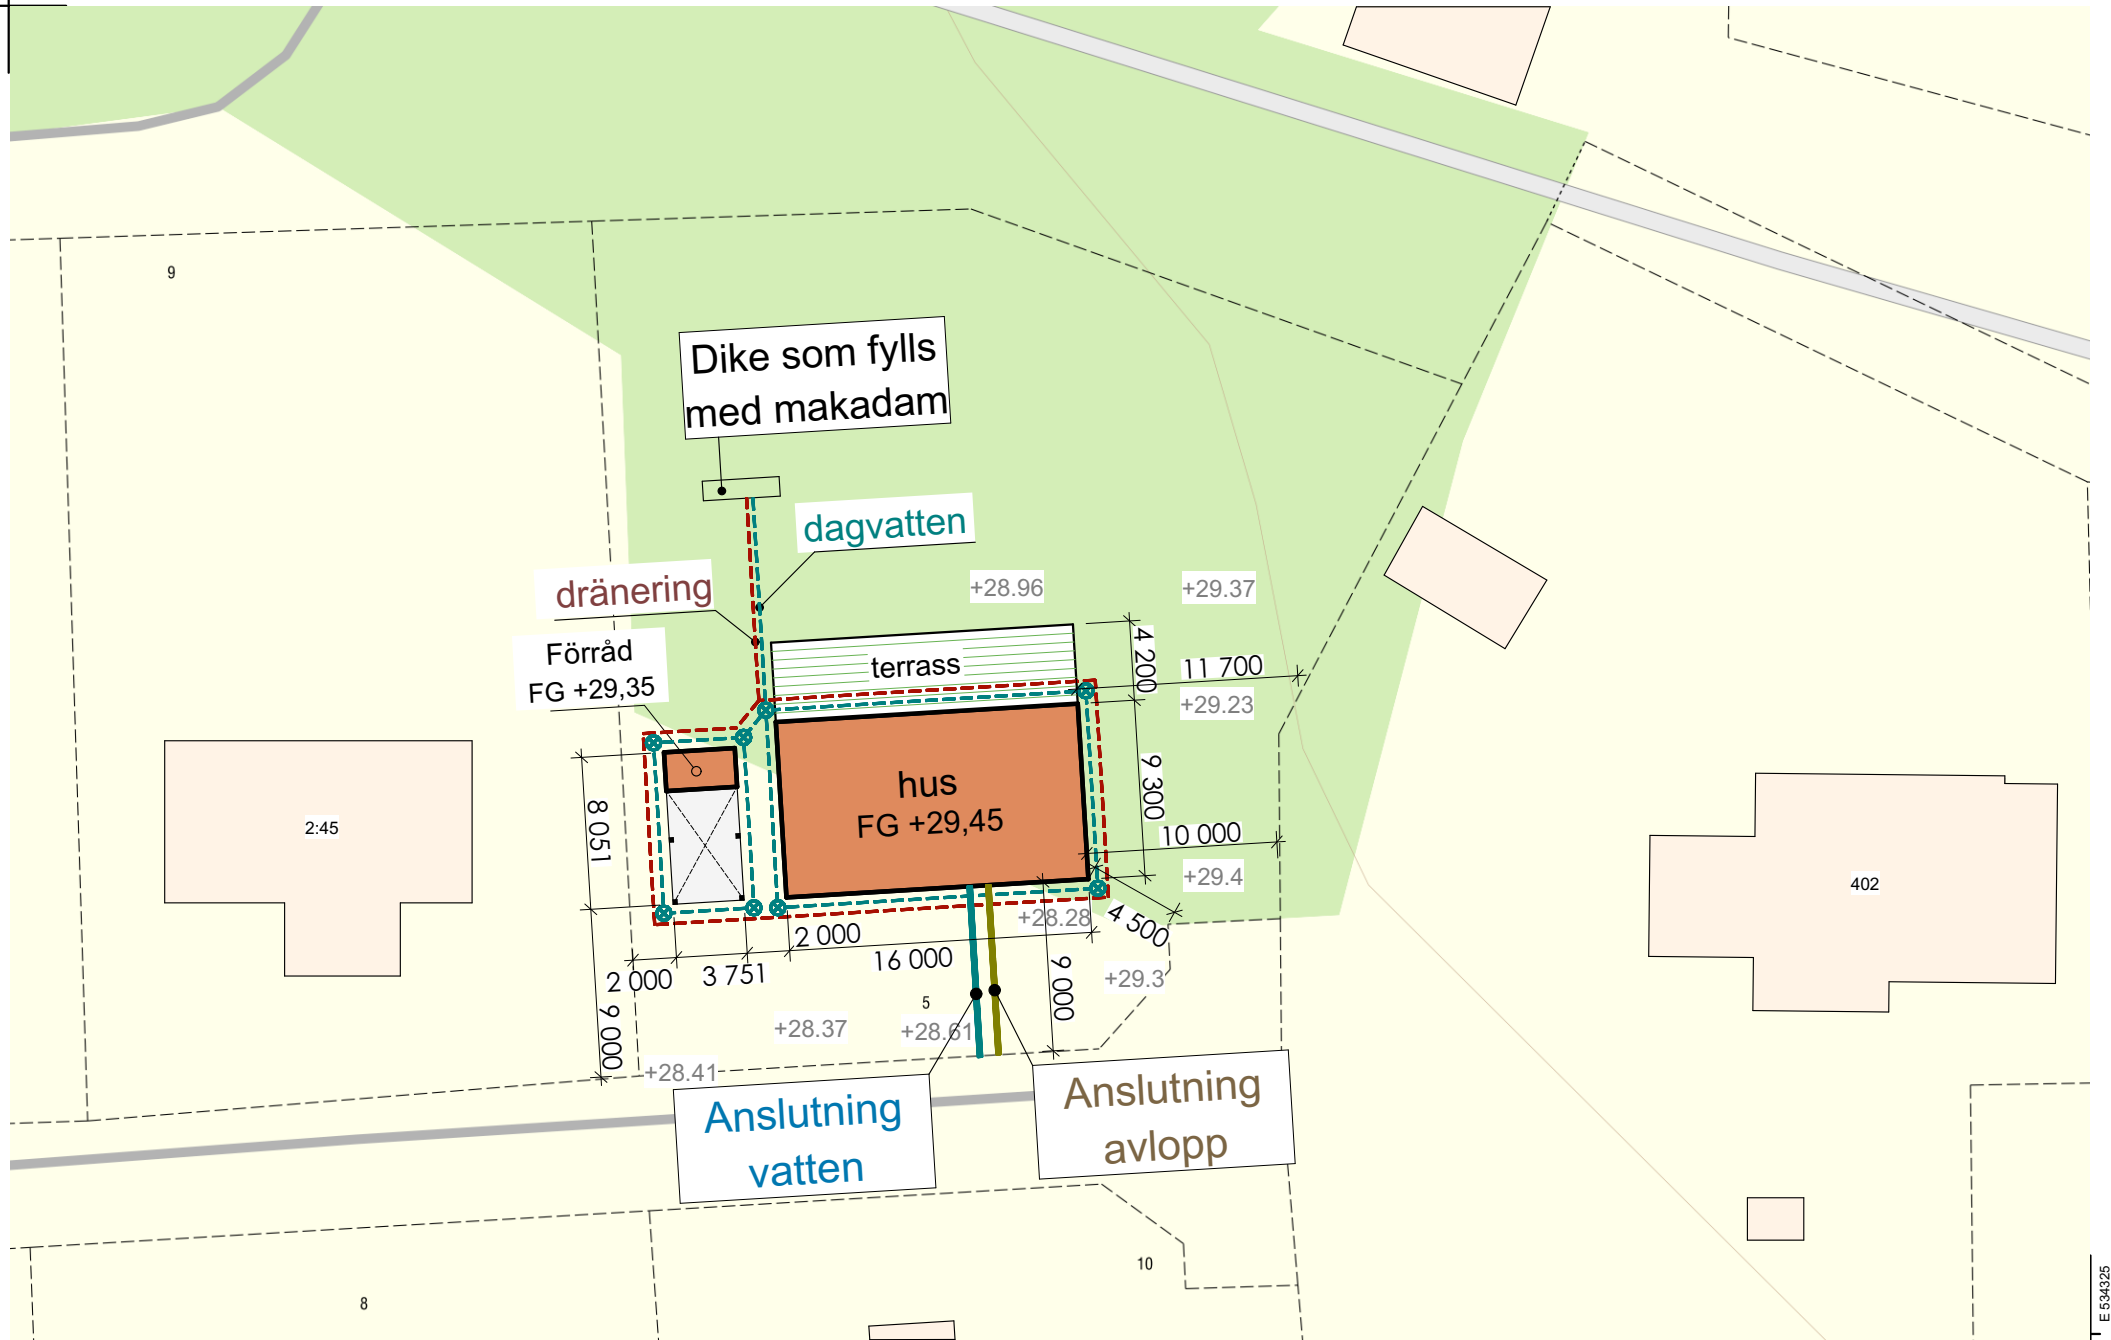 9
Dike som fylls
med makadam
dagvatten
dränering
+28.96
+29.37
Förråd
FG +29,35
terrass
4 200
11 700
+29.23
hus
FG +29,45
9 300
8 051
2:45
10 000
+29.4
402
+28.28
4 500
2 000
16 000
2 000
3 751
9 000
+29.3
5
9 000
+28.37
+28.61
+28.41
Anslutning
vatten
Anslutning
avlopp
10
8
E 534325